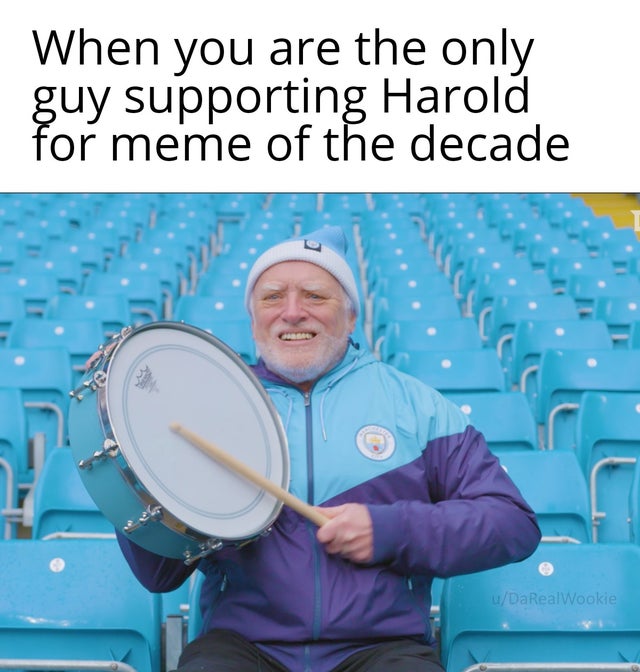 When you are the only
guy supporting Harold
for meme of the decade
u/DaRealWookie